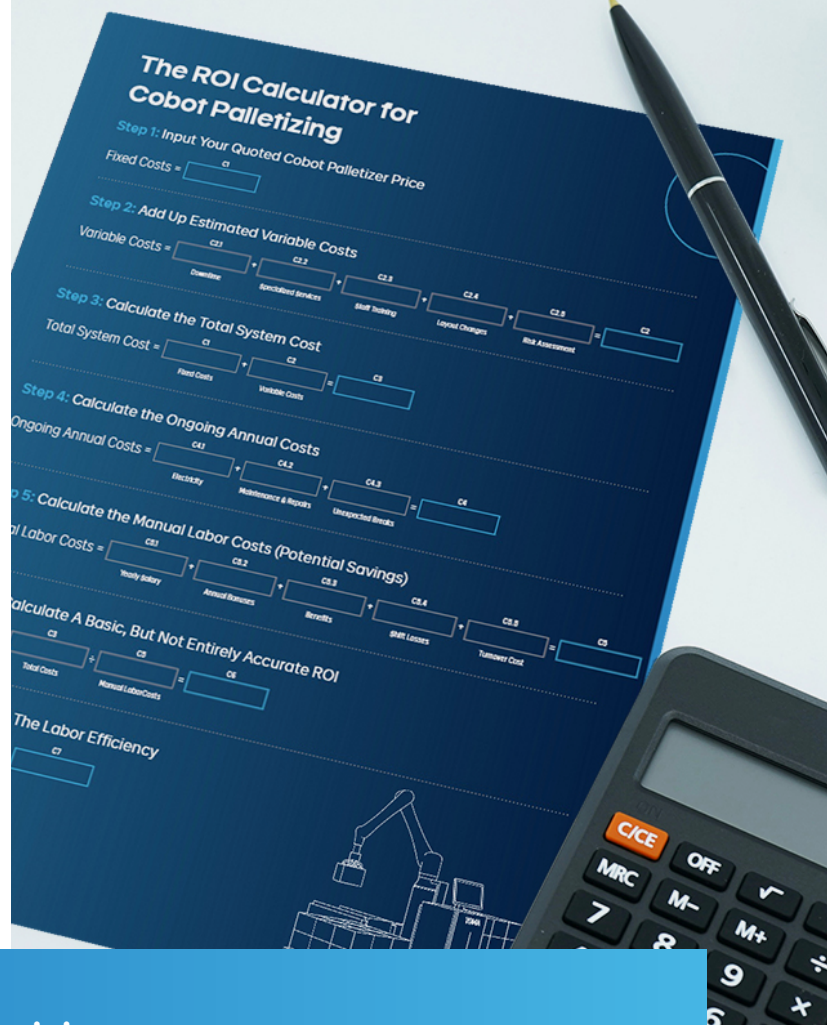 The ROI Calculator for
Cobot Palletizing
Step 1: Input Your Quoted Cobot Palletizer Price
C1
Fixed Costs =
Step 2: Add Up Estimated Variable Costs
C2.1 C2.2 C2.3 C2.4 C2.5 C2
Variable Costs = + + + + =
Downtime Specialized Services Staff Training Layout Changes Risk Assessment
Step 3: Calculate the Total System Cost
C1 C2 C3
Total System Cost = + =
Fixed Costs Variable Costs
Step 4: Calculate the Ongoing Annual Costs
C4.1 C4.2 C4.3 C4
Ongoing Annual Costs = + + =
Electricity Maintenance & Repairs Unexpected Breaks
p 5: Calculate the Manual Labor Costs (Potential Savings)
C5.1 C5.2 C5.3 C5.4 C5.5 C5
al Labor Costs = + + + + =
Yearly Salary Annual Bonuses Benefits Shift Losses Turnover Cost
alculate A Basic, But Not Entirely Accurate ROI
C3 C5 C6
÷ =
Total Costs Manual LaborCosts
The Labor Efficiency
C7
ON
C/CE OFF √
MRC M− M+ ÷
7 8 9 ×
6